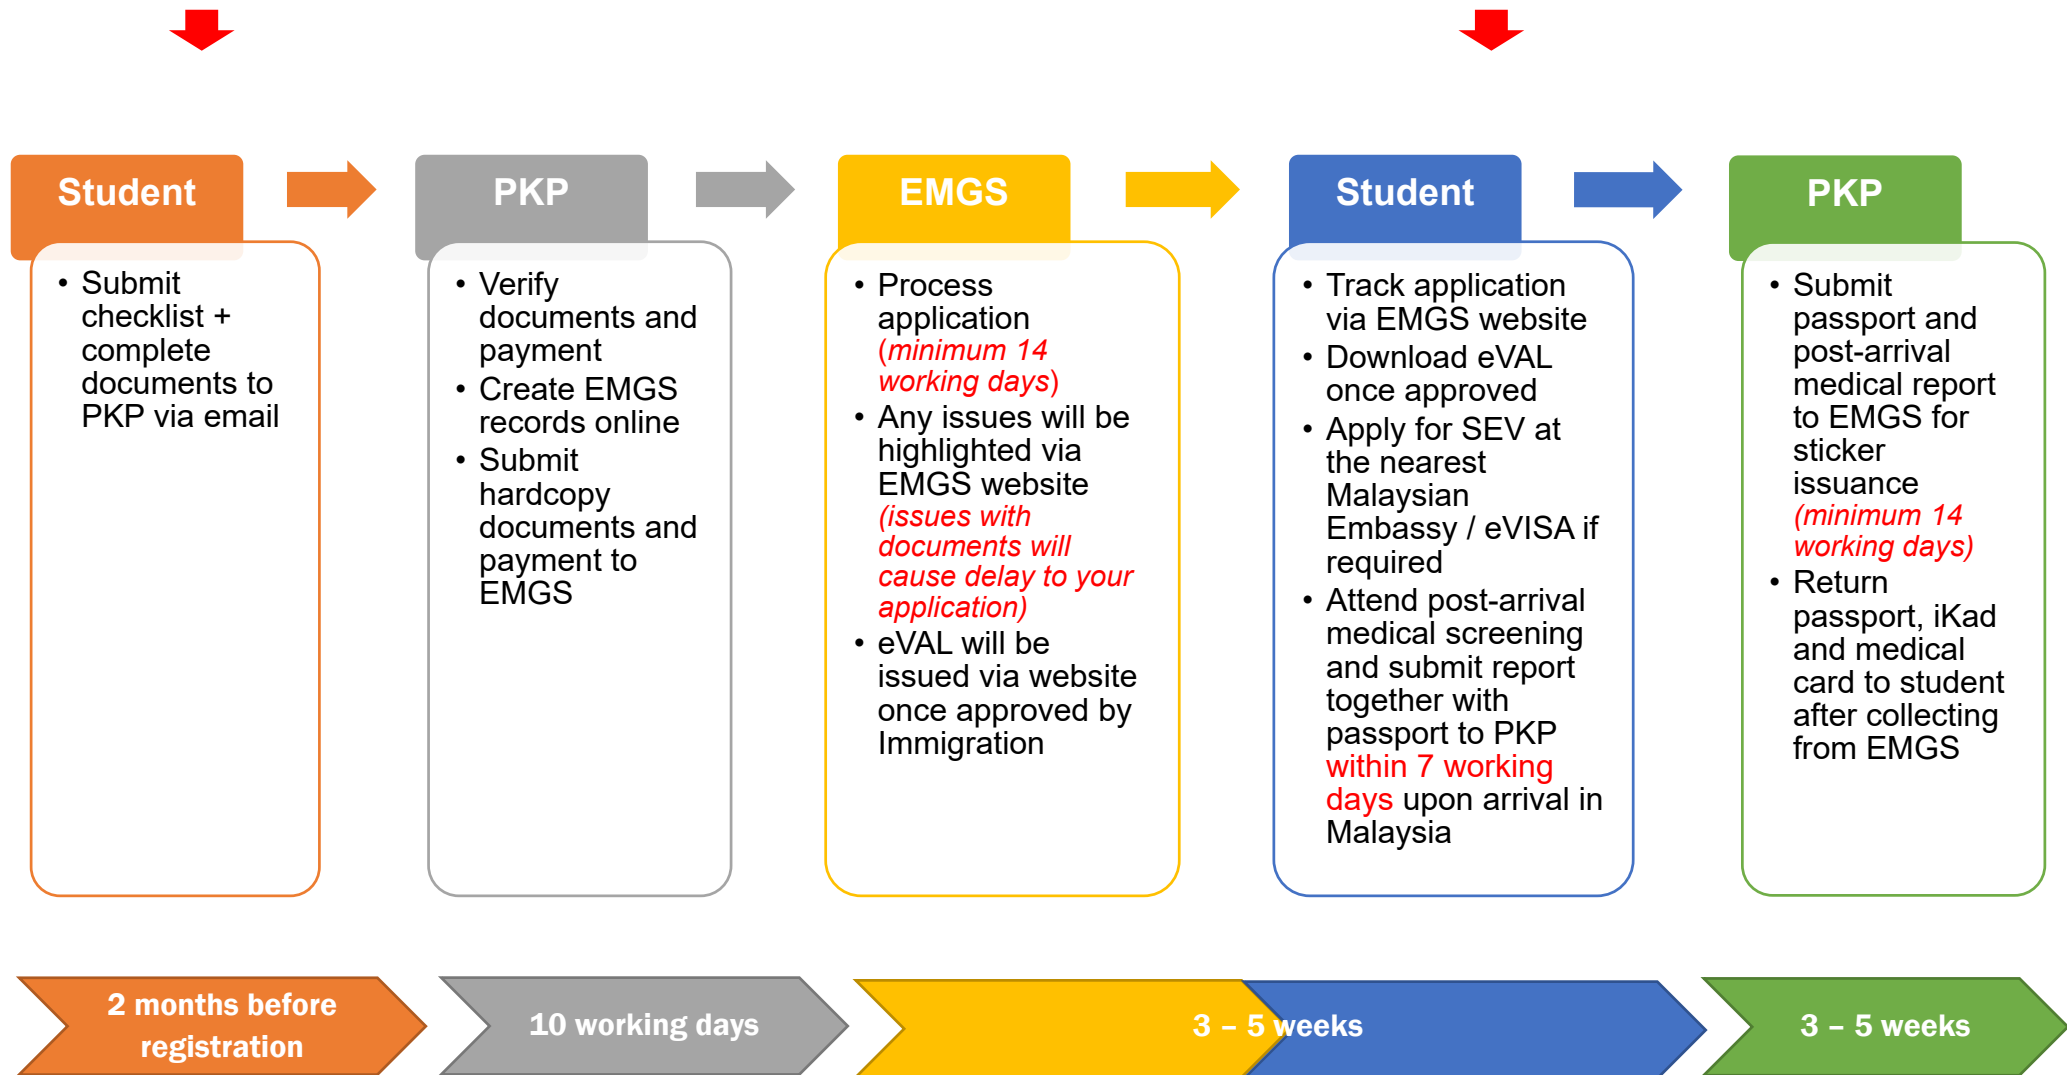 Student
• Submit
checklist +
complete
documents to
PKP via email
PKP
• Verify
documents and
payment
• Create EMGS
records online
• Submit
hardcopy
documents and
payment to
EMGS
EMGS
• Process
application
(minimum 14
working days)
• Any issues will be
highlighted via
EMGS website
(issues with
documents will
cause delay to your
application)
• eVAL will be
issued via website
once approved by
Immigration
Student
• Track application
via EMGS website
• Download eVAL
once approved
• Apply for SEV at
the nearest
Malaysian
Embassy / eVISA if
required
• Attend post-arrival
medical screening
and submit report
together with
passport to PKP
within 7 working
days upon arrival in
Malaysia
PKP
• Submit
passport and
post-arrival
medical report
to EMGS for
sticker
issuance
(minimum 14
working days)
• Return
passport, iKad
and medical
card to student
after collecting
from EMGS
2 months before
registration
10 working days
3 – 5 weeks
3 – 5 weeks